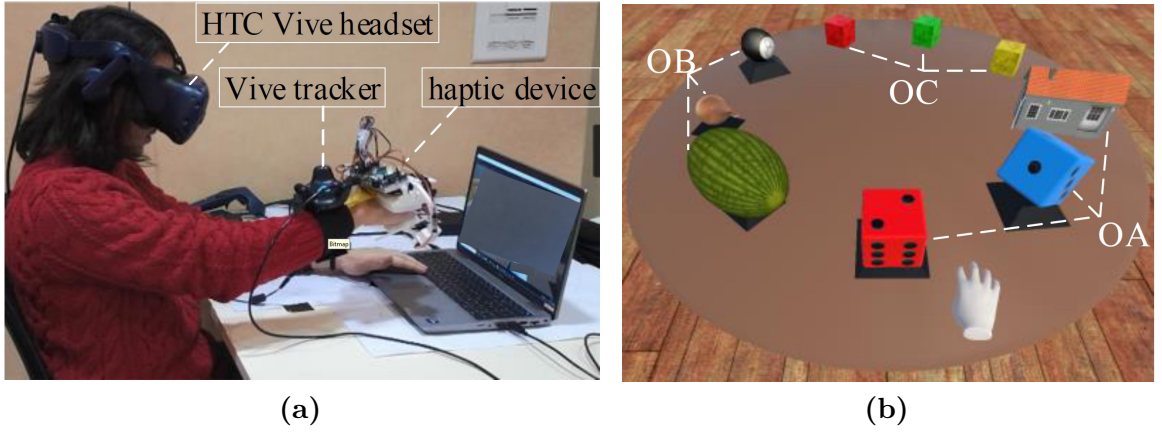 HTC Vive headset
Vive tracker
haptic device
Bitmap
OB
OC
OA
(a)
(b)